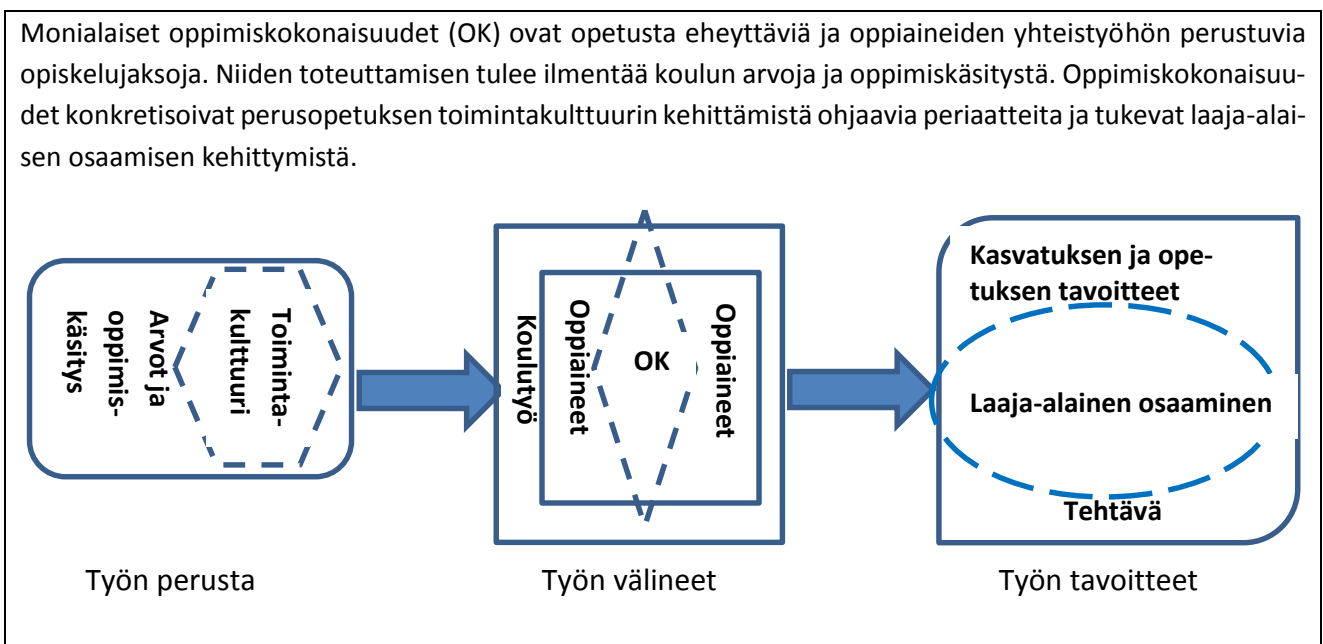 Monialaiset oppimiskokonaisuudet (OK) ovat opetusta eheyttäviä ja oppiaineiden yhteistyöhön perustuvia
opiskelujaksoja. Niiden toteuttamisen tulee ilmentää koulun arvoja ja oppimiskäsitystä. Oppimiskokonaisuu-
det konkretisoivat perusopetuksen toimintakulttuurin kehittämistä ohjaavia periaatteita ja tukevat laaja-alai-
sen osaamisen kehittymistä.
Arvot ja
oppimis-
käsitys
Toiminta-
kulttuuri
Koulutyö
Oppiaineet
OK
Oppiaineet
Kasvatuksen ja ope-
tuksen tavoitteet
Laaja-alainen osaaminen
Tehtävä
Työn perusta
Työn välineet
Työn tavoitteet